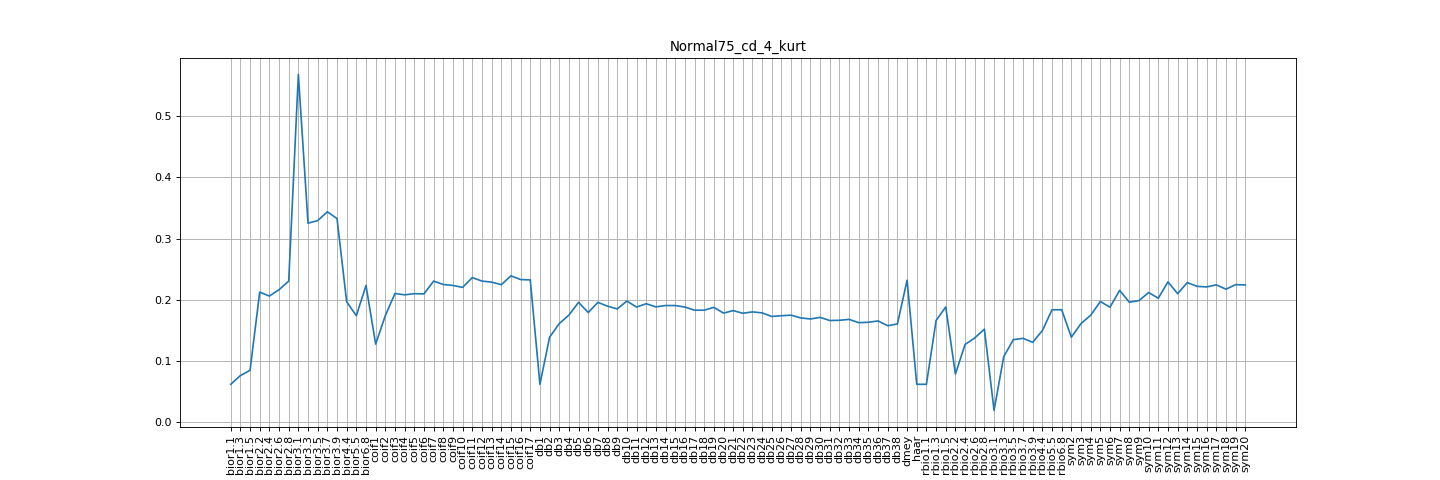 Normal75_cd_4_kurt
0.5
0.4
0.3
0.2
0.1
0.0
bior1.1
bior1.3
bior1.5
bior2.2
bior2.4
bior2.6
bior2.8
bior3.1
bior3.3
bior3.5
bior3.7
bior3.9
bior4.4
bior5.5
bior6.8
coif1
coif2
coif3
coif4
coif5
coif6
coif7
coif8
coif9
coif10
coif11
coif12
coif13
coif14
coif15
coif16
coif17
db1
db2
db3
db4
db5
db6
db7
db8
db9
db10
db11
db12
db13
db14
db15
db16
db17
db18
db19
db20
db21
db22
db23
db24
db25
db26
db27
db28
db29
db30
db31
db32
db33
db34
db35
db36
db37
db38
dmey
haar
rbio1.1
rbio1.3
rbio1.5
rbio2.2
rbio2.4
rbio2.6
rbio2.8
rbio3.1
rbio3.3
rbio3.5
rbio3.7
rbio3.9
rbio4.4
rbio5.5
rbio6.8
sym2
sym3
sym4
sym5
sym6
sym7
sym8
sym9
sym10
sym11
sym12
sym13
sym14
sym15
sym16
sym17
sym18
sym19
sym20